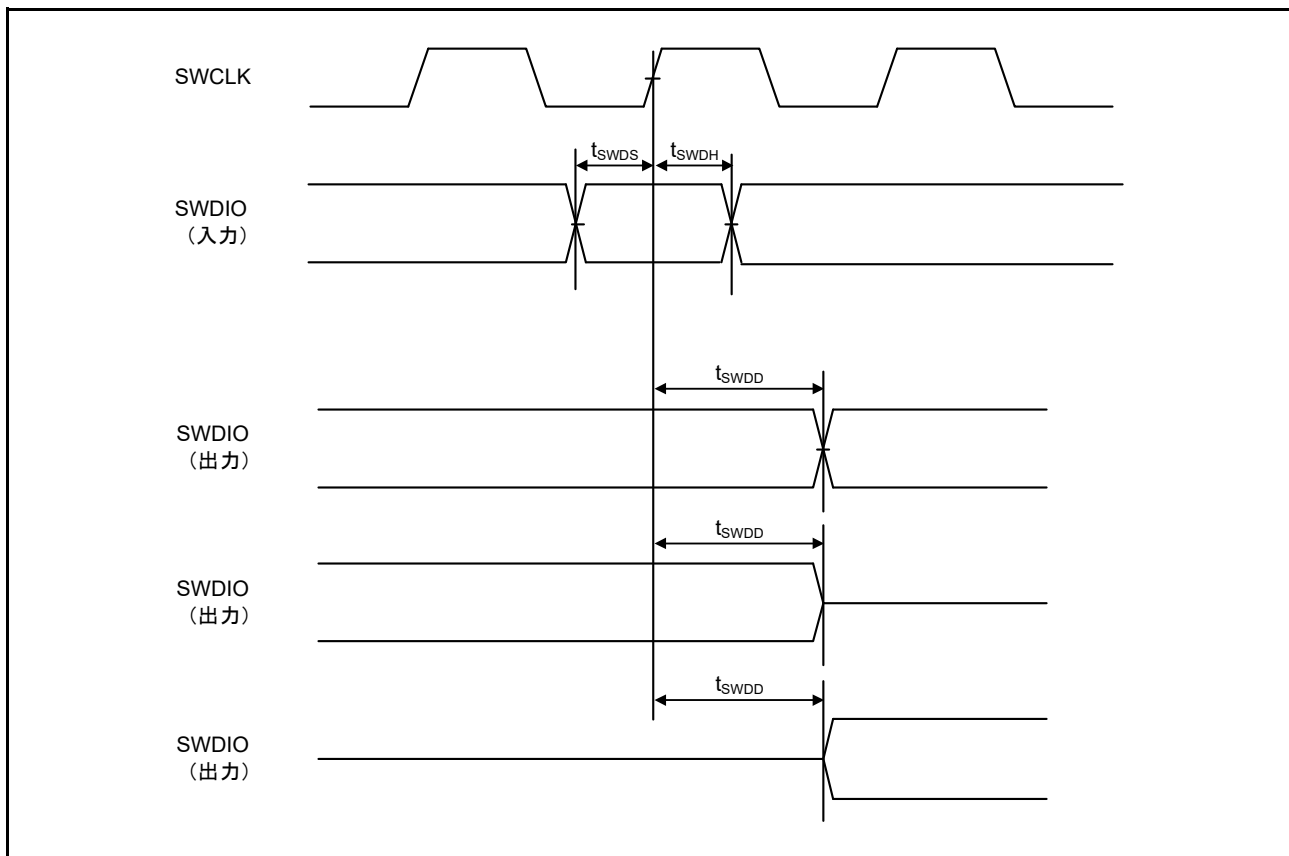 SWCLK
tSWDS
tSWDH
SWDIO
（入力）
tSWDD
SWDIO
（出力）
tSWDD
SWDIO
（出力）
tSWDD
SWDIO
（出力）